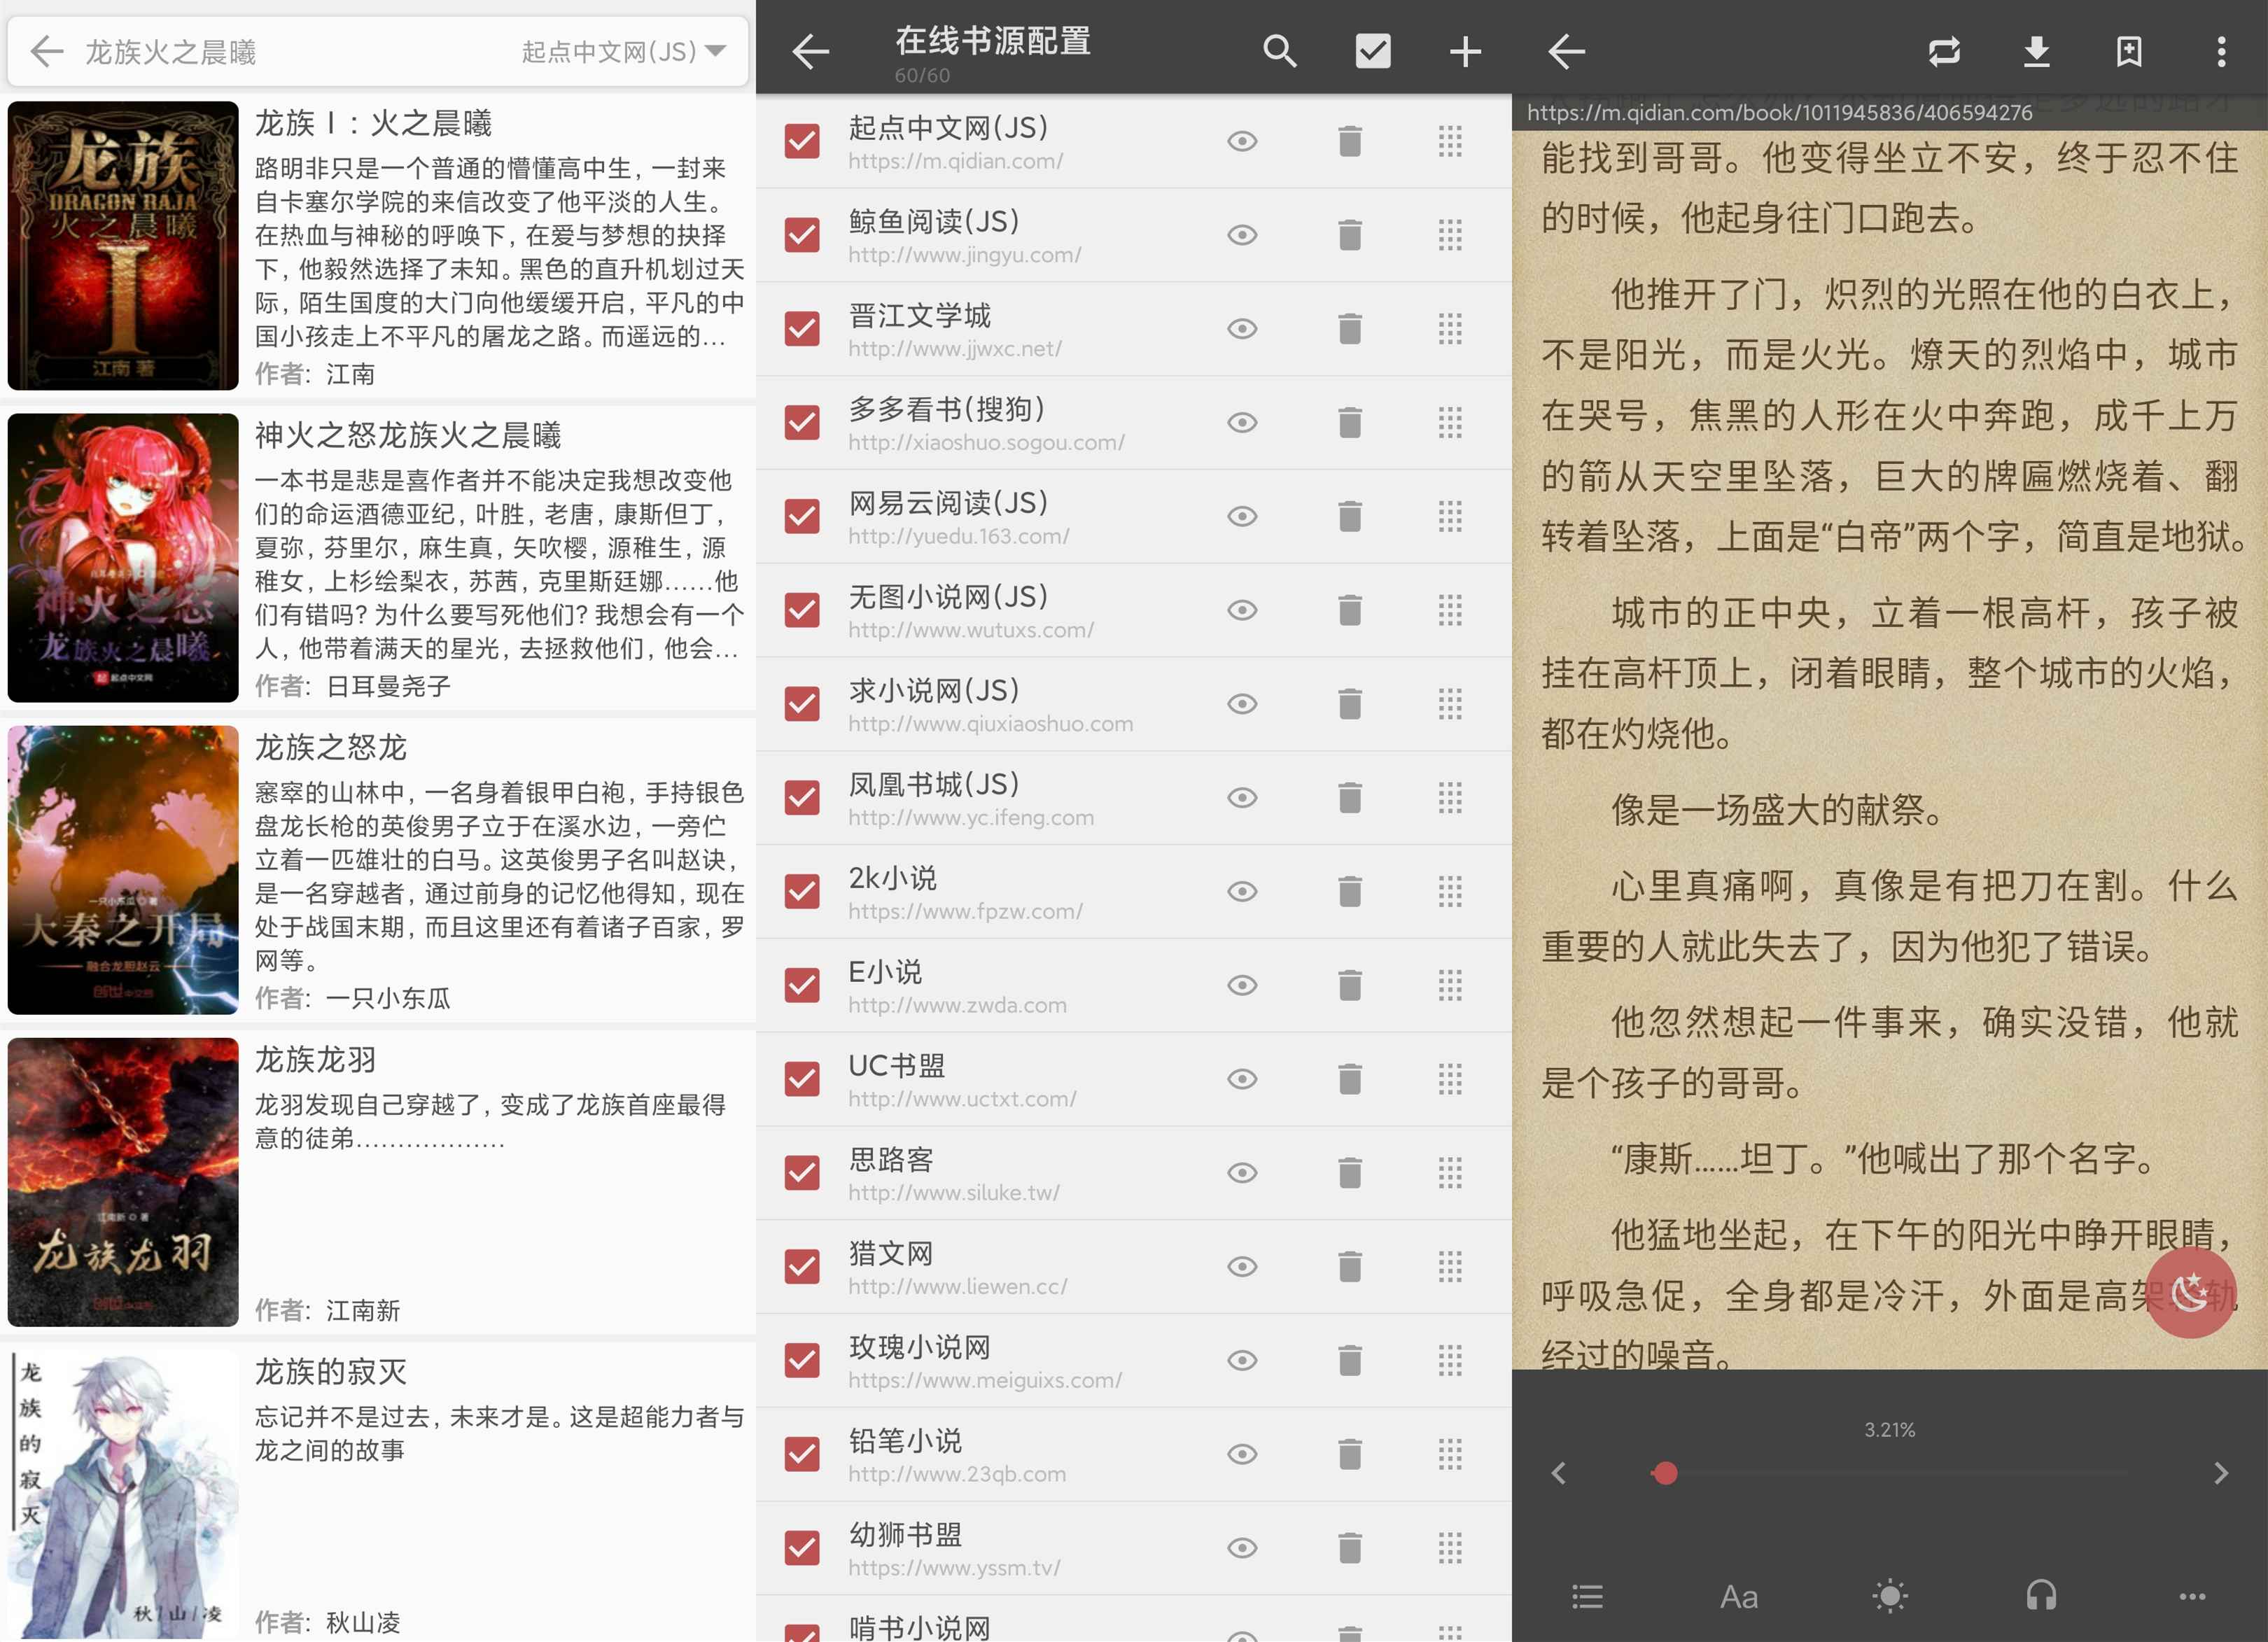 龙族火之晨曦
起点中文网(JS)
龙族
DRAGON RAJA
火之晨曦
I
江南 著
龙族Ⅰ:火之晨曦
路明非只是一个普通的懵懂高中生,一封来
自卡塞尔学院的来信改变了他平淡的人生。
在热血与神秘的呼唤下,在爱与梦想的抉择
下,他毅然选择了未知。黑色的直升机划过天
际,陌生国度的大门向他缓缓开启,平凡的中
国小孩走上不平凡的屠龙之路。而遥远的…
作者: 江南
神火之怒
龙族火之晨曦
起点中文网
神火之怒龙族火之晨曦
一本书是悲是喜作者并不能决定我想改变他
们的命运酒德亚纪,叶胜,老唐,康斯但丁,
夏弥,芬里尔,麻生真,矢吹樱,源稚生,源
稚女,上杉绘梨衣,苏茜,克里斯廷娜……他
们有错吗?为什么要写死他们?我想会有一个
人,他带着满天的星光,去拯救他们,他会…
作者: 日耳曼尧子
一只小东瓜 著
大秦之开局
融合龙胆赵云
龙族之怒龙
窸窣的山林中,一名身着银甲白袍,手持银色
盘龙长枪的英俊男子立于在溪水边,一旁伫
立着一匹雄壮的白马。这英俊男子名叫赵诀,
是一名穿越者,通过前身的记忆他得知,现在
处于战国末期,而且这里还有着诸子百家,罗
网等。
作者: 一只小东瓜
江南新 著
龙族龙羽
龙族龙羽
龙羽发现自己穿越了,变成了龙族首座最得
意的徒弟………………
作者: 江南新
龙族的寂灭
秋/山/凌
龙族的寂灭
忘记并不是过去,未来才是。这是超能力者与
龙之间的故事
作者: 秋山凌
在线书源配置
60/60
起点中文网(JS)
https://m.qidian.com/
鲸鱼阅读(JS)
http://www.jingyu.com/
晋江文学城
http://www.jjwxc.net/
多多看书(搜狗)
http://xiaoshuo.sogou.com/
网易云阅读(JS)
http://yuedu.163.com/
无图小说网(JS)
http://www.wutuxs.com/
求小说网(JS)
http://www.qiuxiaoshuo.com
凤凰书城(JS)
http://www.yc.ifeng.com
2k小说
https://www.fpzw.com/
E小说
http://www.zwda.com
UC书盟
http://www.uctxt.com/
思路客
http://www.siluke.tw/
猎文网
http://www.liewen.cc/
玫瑰小说网
https://www.meiguixs.com/
铅笔小说
http://www.23qb.com
幼狮书盟
https://www.yssm.tv/
啃书小说网
https://m.qidian.com/book/1011945836/406594276
能找到哥哥。他变得坐立不安,终于忍不住
的时候,他起身往门口跑去。
他推开了门,炽烈的光照在他的白衣上,
不是阳光,而是火光。燎天的烈焰中,城市
在哭号,焦黑的人形在火中奔跑,成千上万
的箭从天空里坠落,巨大的牌匾燃烧着、翻
转着坠落,上面是“白帝”两个字,简直是地狱。
城市的正中央,立着一根高杆,孩子被
挂在高杆顶上,闭着眼睛,整个城市的火焰,
都在灼烧他。
像是一场盛大的献祭。
心里真痛啊,真像是有把刀在割。什么
重要的人就此失去了,因为他犯了错误。
他忽然想起一件事来,确实没错,他就
是个孩子的哥哥。
“康斯……坦丁。”他喊出了那个名字。
他猛地坐起,在下午的阳光中睁开眼睛,
呼吸急促,全身都是冷汗,外面是高架轻轨
经过的噪音。
3.21%
Aa